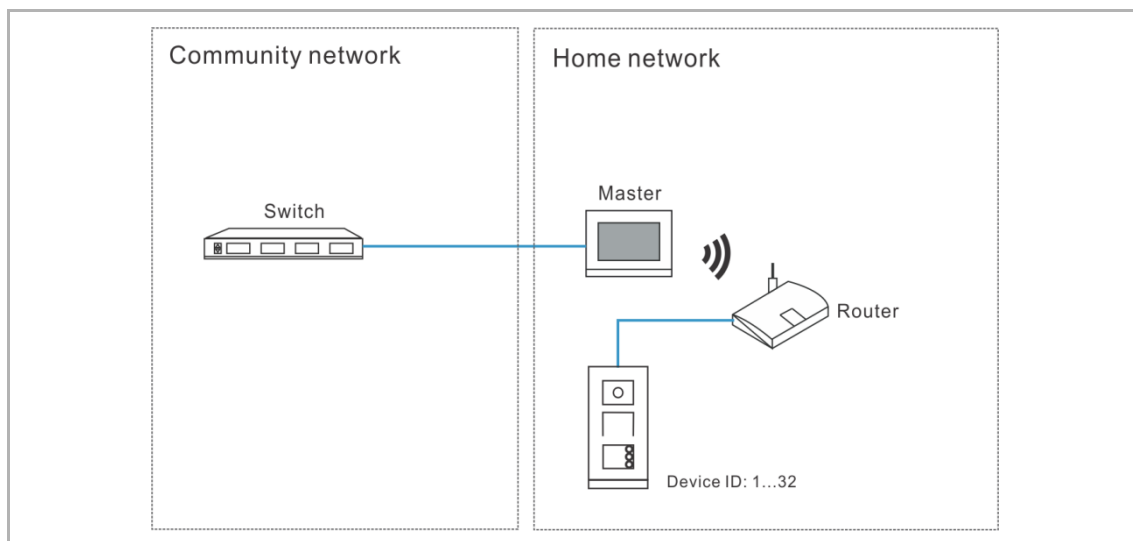 Community network
Home network
Master
Switch
Router
Device ID: 1...32